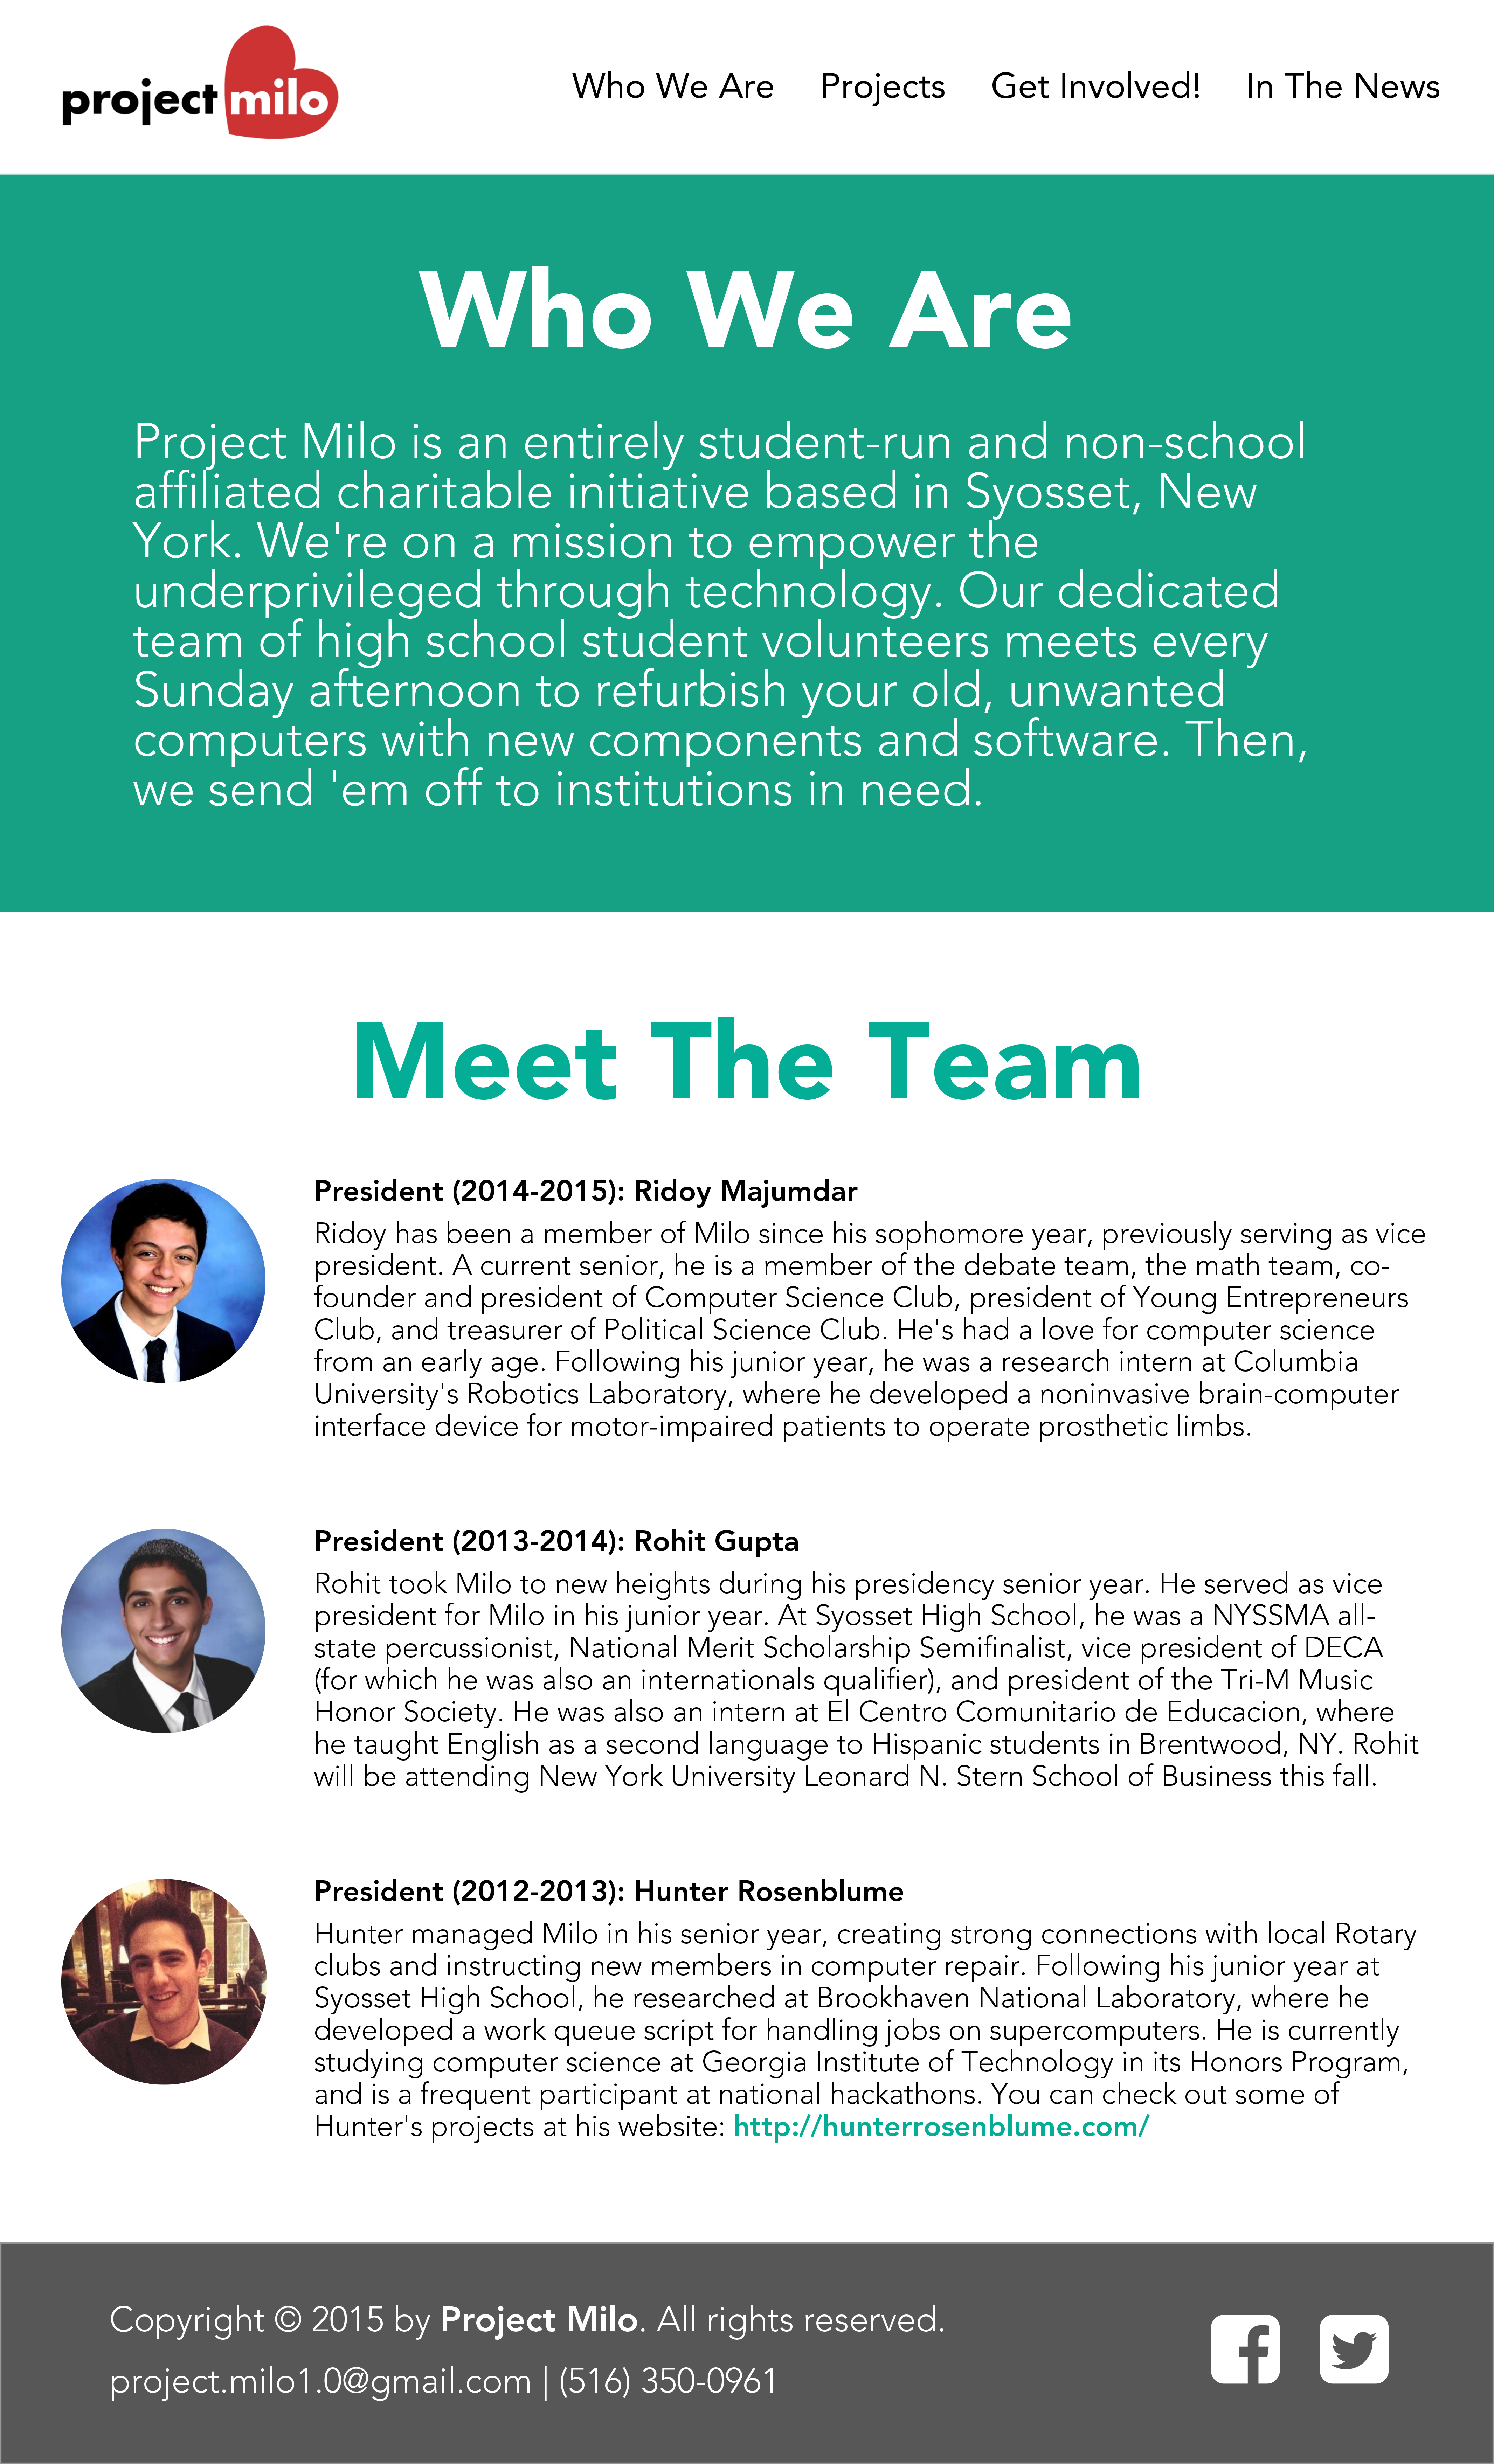 project milo
Who We Are Projects Get Involved! In The News
Who We Are
Project Milo is an entirely student-run and non-school
affiliated charitable initiative based in Syosset, New
York. We're on a mission to empower the
underprivileged through technology. Our dedicated
team of high school student volunteers meets every
Sunday afternoon to refurbish your old, unwanted
computers with new components and software. Then,
we send 'em off to institutions in need.
Meet The Team
President (2014-2015): Ridoy Majumdar
Ridoy has been a member of Milo since his sophomore year, previously serving as vice
president. A current senior, he is a member of the debate team, the math team, co-
founder and president of Computer Science Club, president of Young Entrepreneurs
Club, and treasurer of Political Science Club. He's had a love for computer science
from an early age. Following his junior year, he was a research intern at Columbia
University's Robotics Laboratory, where he developed a noninvasive brain-computer
interface device for motor-impaired patients to operate prosthetic limbs.
President (2013-2014): Rohit Gupta
Rohit took Milo to new heights during his presidency senior year. He served as vice
president for Milo in his junior year. At Syosset High School, he was a NYSSMA all-
state percussionist, National Merit Scholarship Semifinalist, vice president of DECA
(for which he was also an internationals qualifier), and president of the Tri-M Music
Honor Society. He was also an intern at El Centro Comunitario de Educacion, where
he taught English as a second language to Hispanic students in Brentwood, NY. Rohit
will be attending New York University Leonard N. Stern School of Business this fall.
President (2012-2013): Hunter Rosenblume
Hunter managed Milo in his senior year, creating strong connections with local Rotary
clubs and instructing new members in computer repair. Following his junior year at
Syosset High School, he researched at Brookhaven National Laboratory, where he
developed a work queue script for handling jobs on supercomputers. He is currently
studying computer science at Georgia Institute of Technology in its Honors Program,
and is a frequent participant at national hackathons. You can check out some of
Hunter's projects at his website: http://hunterrosenblume.com/
Copyright © 2015 by Project Milo. All rights reserved.
project.milo1.0@gmail.com | (516) 350-0961